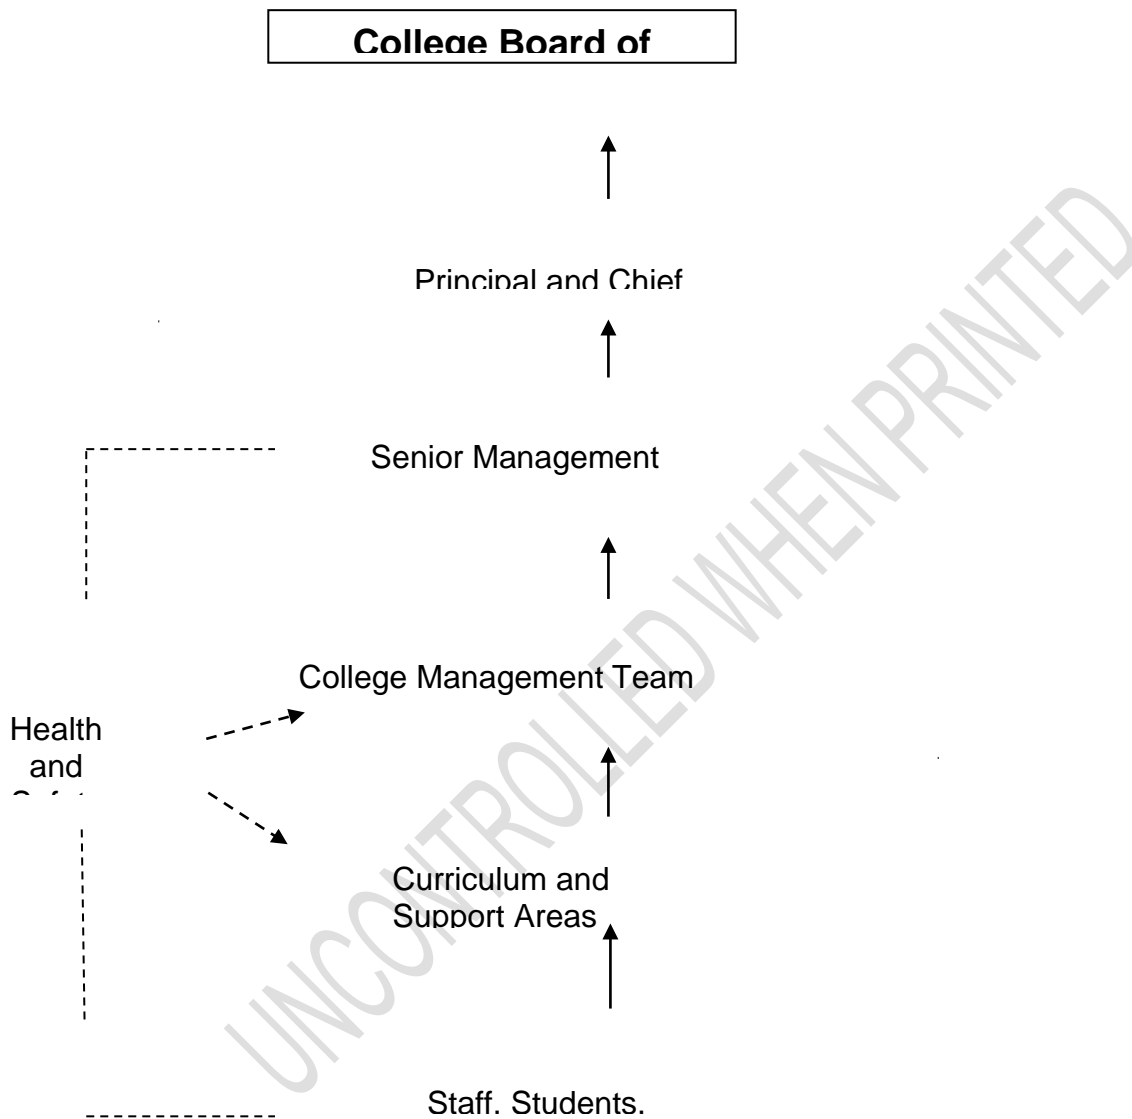 College Board of
Principal and Chief
Senior Management
College Management Team
Health
and
Safety
Curriculum and
Support Areas
Staff, Students,
UNCONTROLLED WHEN PRINTED